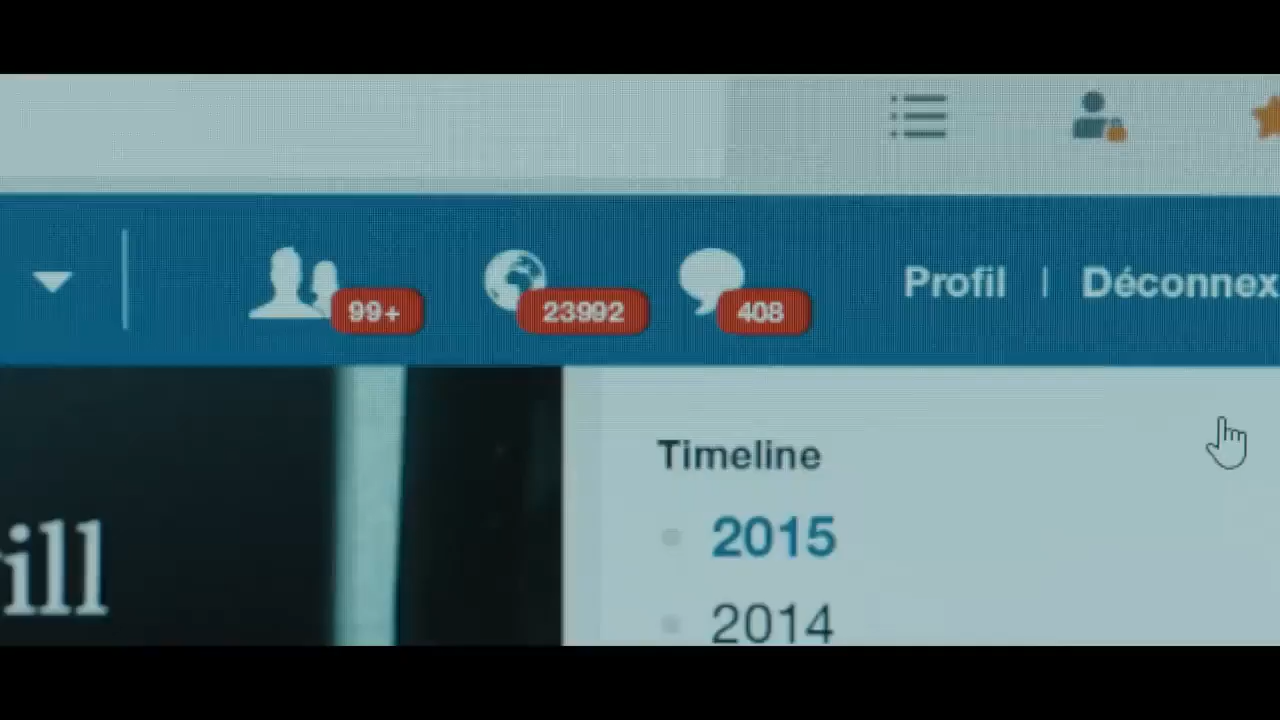 99+
23992
408
Profil | Déconnex
Timeline
2015
ill
2014